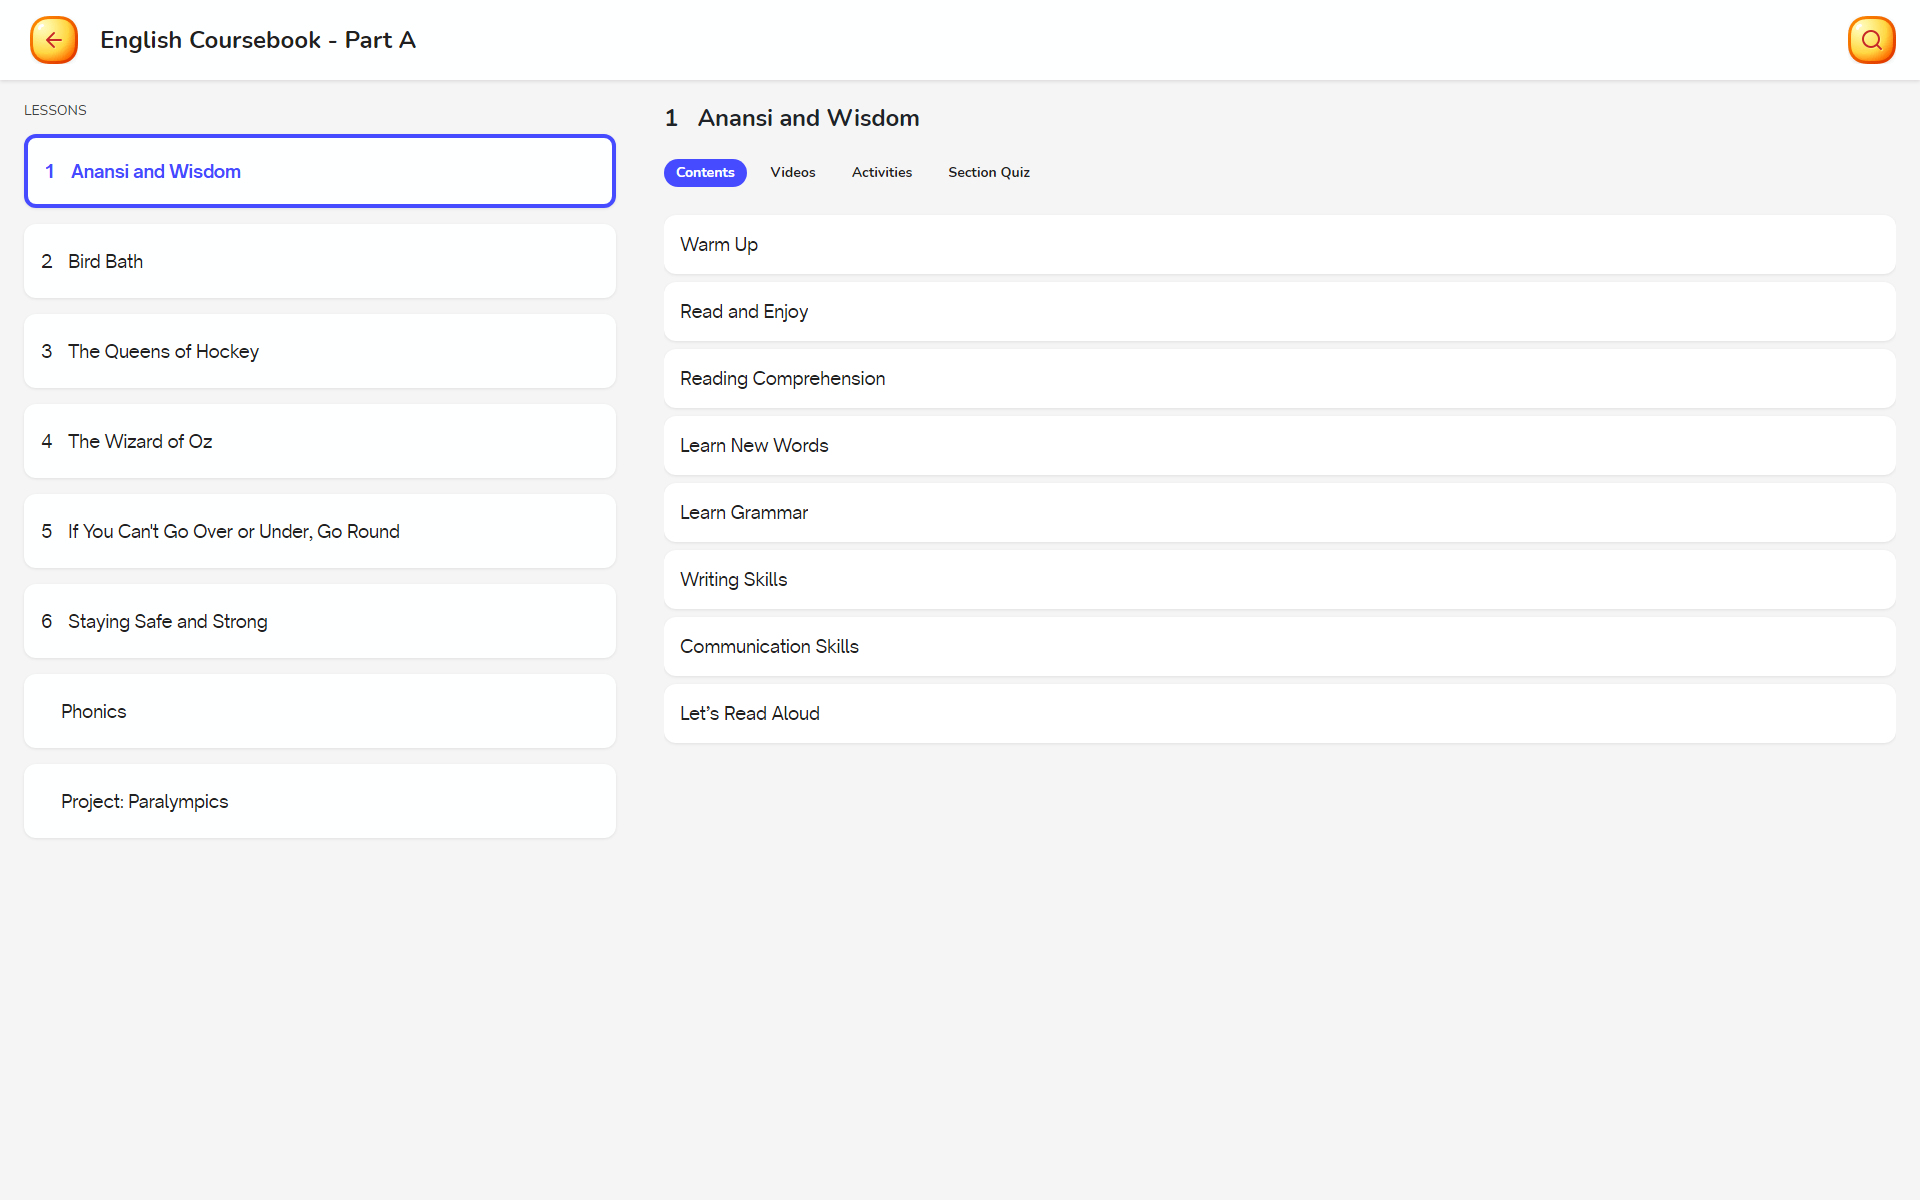 English Coursebook - Part A
LESSONS
1 Anansi and Wisdom
2 Bird Bath
3 The Queens of Hockey
4 The Wizard of Oz
5 If You Can't Go Over or Under, Go Round
6 Staying Safe and Strong
Phonics
Project: Paralympics
1 Anansi and Wisdom
Contents Videos Activities Section Quiz
Warm Up
Read and Enjoy
Reading Comprehension
Learn New Words
Learn Grammar
Writing Skills
Communication Skills
Let’s Read Aloud